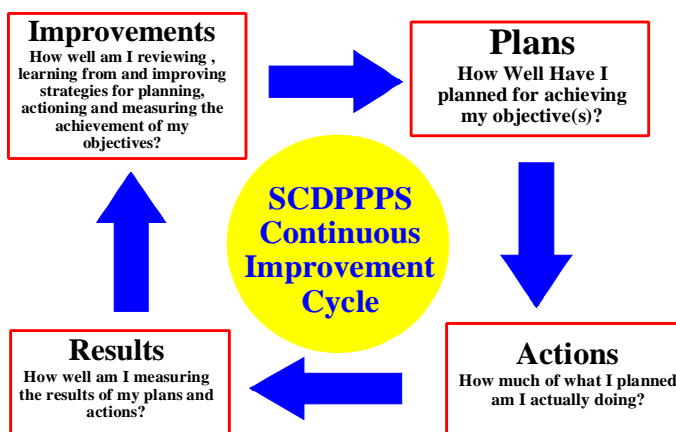 Improvements
How well am I reviewing ,
learning from and improving
strategies for planning,
actioning and measuring the
achievement of my
objectives?
Plans
How Well Have I
planned for achieving
my objective(s)?
SCDPPPS
Continuous
Improvement
Cycle
Results
How well am I measuring
the results of my plans and
actions?
Actions
How much of what I planned
am I actually doing?